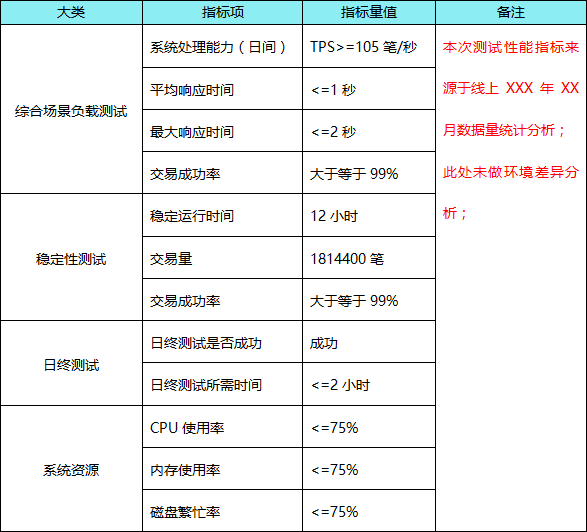 大类 指标项 指标量值 备注
综合场景负载测试 系统处理能力（日间） TPS>=105 笔/秒 本次测试性能指标来
平均响应时间 <=1 秒 源于线上 XXX 年 XX
最大响应时间 <=2 秒 月数据量统计分析；
交易成功率 大于等于 99% 此处未做环境差异分
稳定性测试 稳定运行时间 12 小时 析；
交易量 1814400 笔
交易成功率 大于等于 99%
日终测试 日终测试是否成功 成功
日终测试所需时间 <=2 小时
系统资源 CPU 使用率 <=75%
内存使用率 <=75%
磁盘繁忙率 <=75%